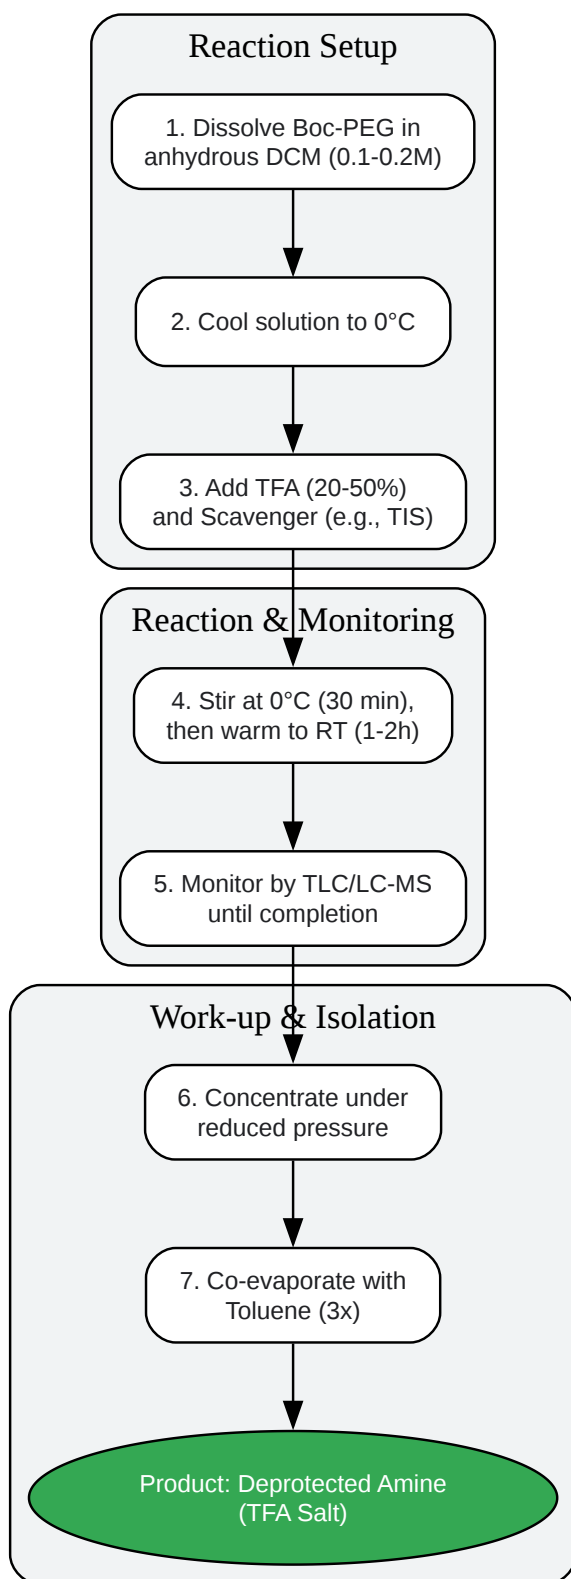 Reaction Setup
1. Dissolve Boc-PEG in
anhydrous DCM (0.1-0.2M)
2. Cool solution to 0°C
3. Add TFA (20-50%)
and Scavenger (e.g., TIS)
Reaction & Monitoring
4. Stir at 0°C (30 min),
then warm to RT (1-2h)
5. Monitor by TLC/LC-MS
until completion
Work-up & Isolation
6. Concentrate under
reduced pressure
7. Co-evaporate with
Toluene (3x)
Product: Deprotected Amine
(TFA Salt)